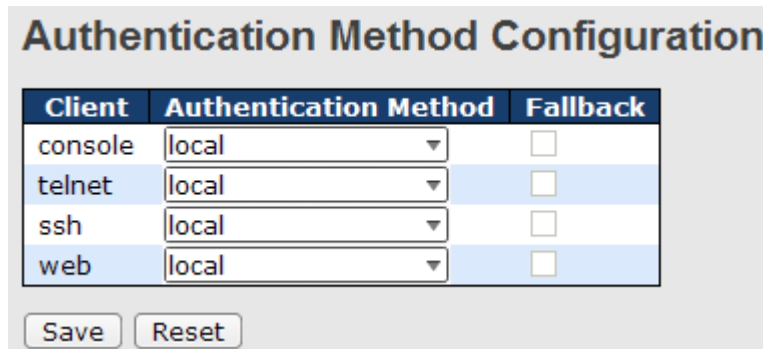 Authentication Method Configuration
Client Authentication Method Fallback
console local
telnet local
ssh local
web local
Save Reset